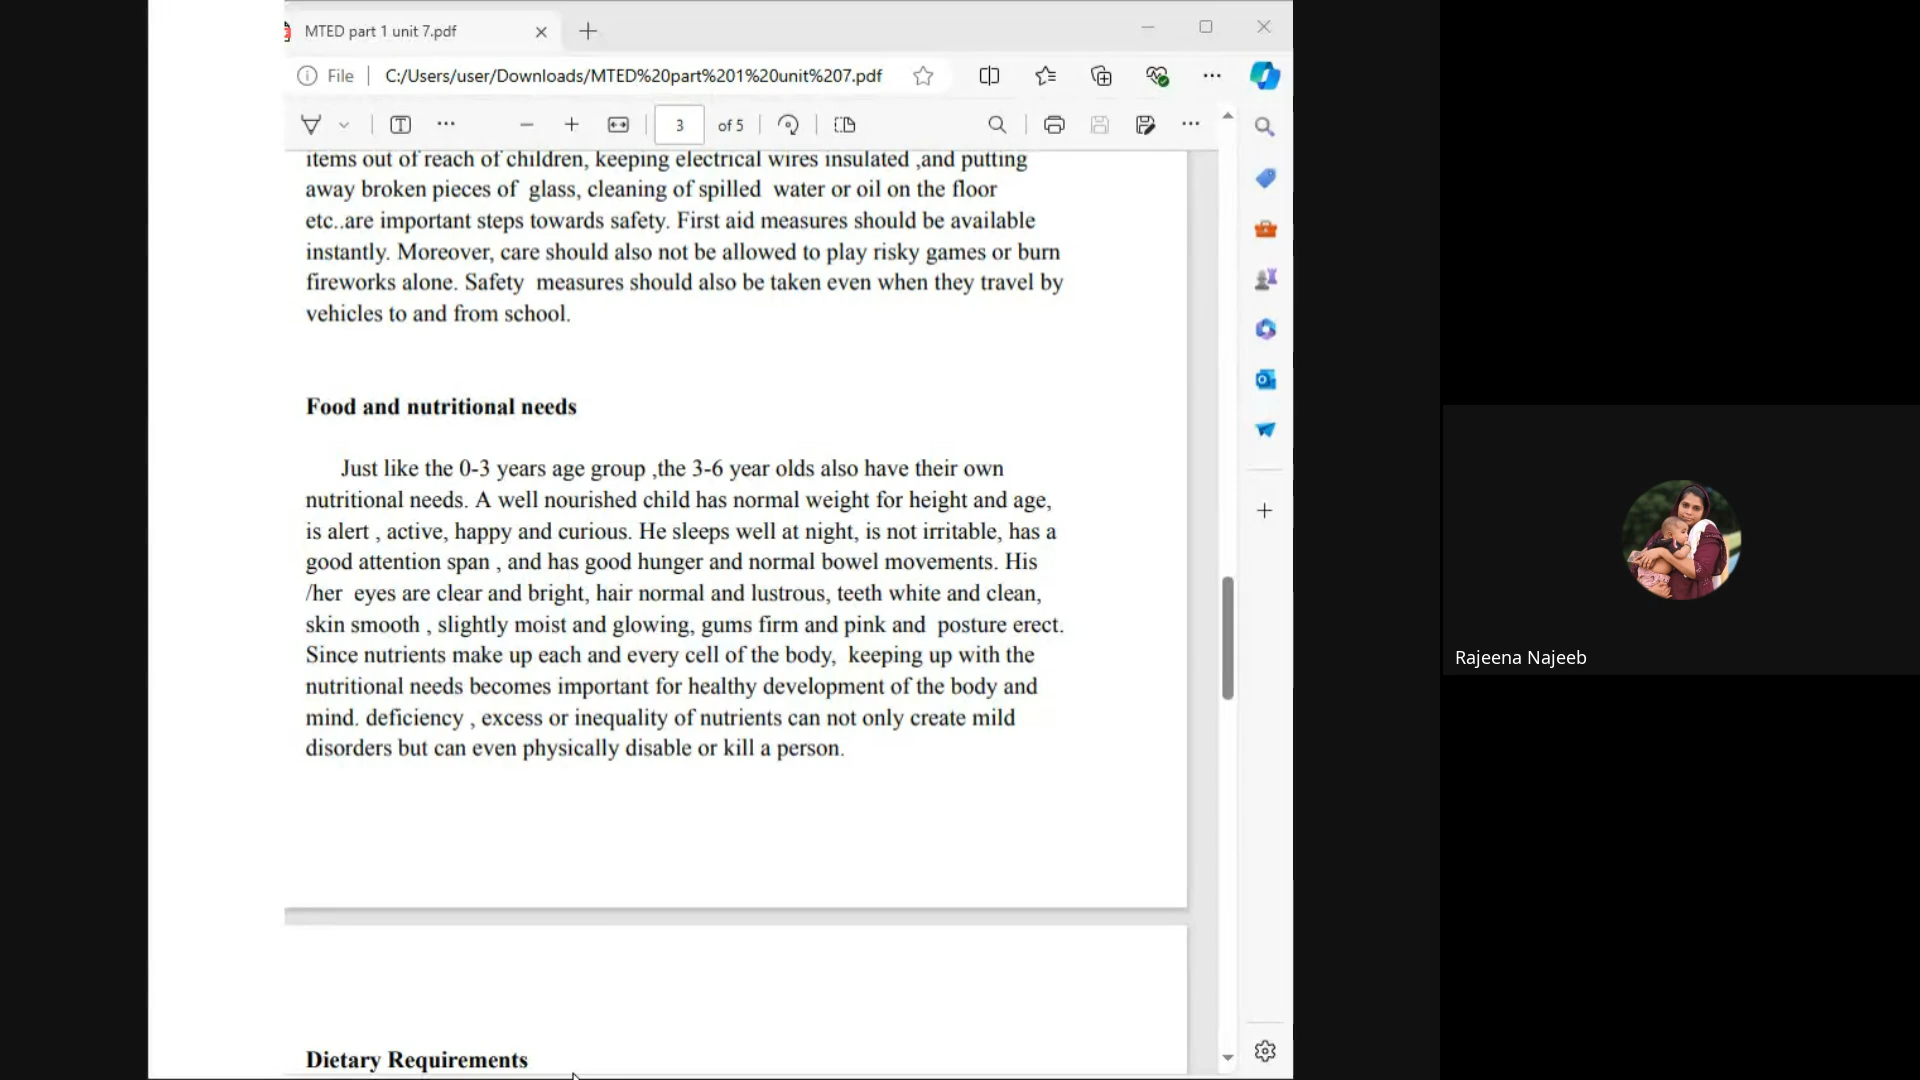 MTED part 1 unit 7.pdf
File
C:/Users/user/Downloads/MTED%20part%201%20unit%207.pdf
3 of 5
items out of reach of children, keeping electrical wires insulated ,and putting
away broken pieces of glass, cleaning of spilled water or oil on the floor
etc..are important steps towards safety. First aid measures should be available
instantly. Moreover, care should also not be allowed to play risky games or burn
fireworks alone. Safety measures should also be taken even when they travel by
vehicles to and from school.
Food and nutritional needs
Just like the 0-3 years age group ,the 3-6 year olds also have their own
nutritional needs. A well nourished child has normal weight for height and age,
is alert , active, happy and curious. He sleeps well at night, is not irritable, has a
good attention span , and has good hunger and normal bowel movements. His
/her eyes are clear and bright, hair normal and lustrous, teeth white and clean,
skin smooth , slightly moist and glowing, gums firm and pink and posture erect.
Since nutrients make up each and every cell of the body, keeping up with the
nutritional needs becomes important for healthy development of the body and
mind. deficiency , excess or inequality of nutrients can not only create mild
disorders but can even physically disable or kill a person.
Dietary Requirements
Rajeena Najeeb